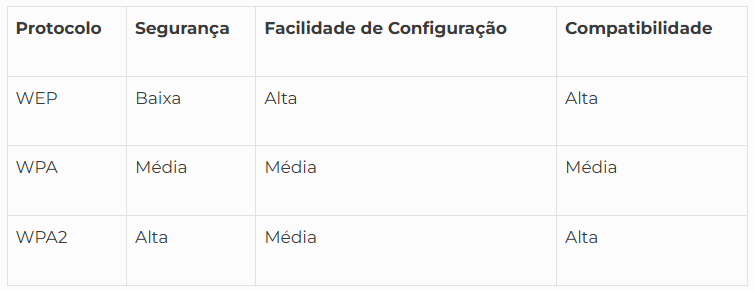 Protocolo Segurança Facilidade de Configuração Compatibilidade
WEP Baixa Alta Alta
WPA Média Média Média
WPA2 Alta Média Alta